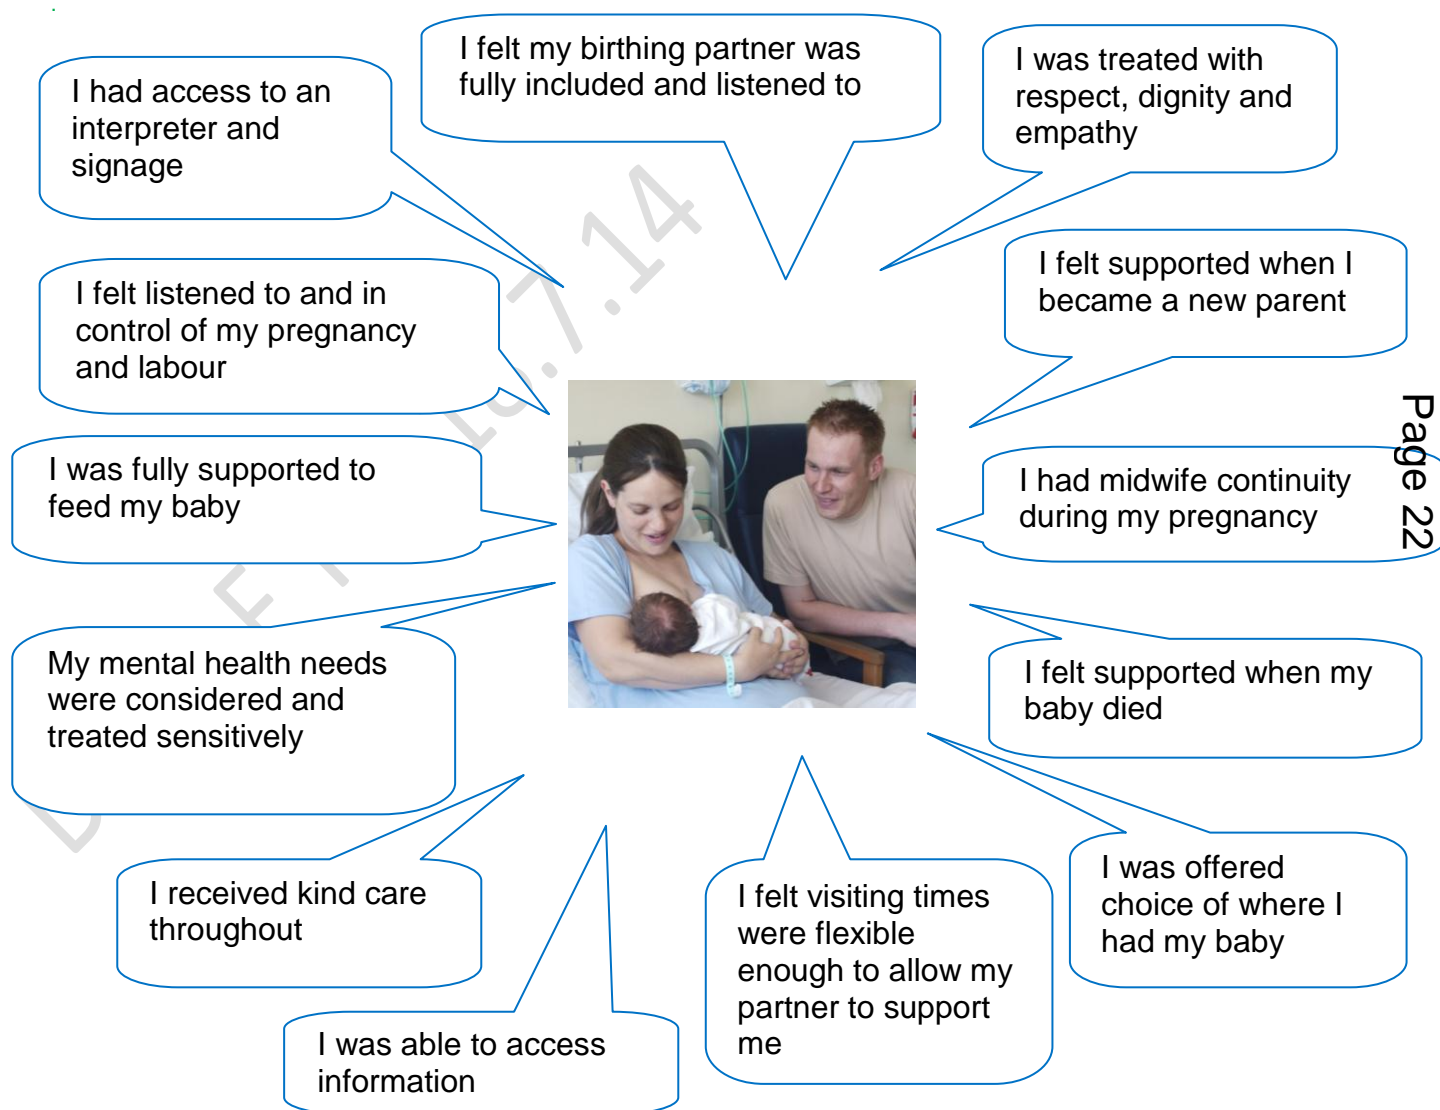 I felt my birthing partner was
fully included and listened to
I was treated with
respect, dignity and
empathy
I had access to an
interpreter and
signage
I felt supported when I
became a new parent
I felt listened to and in
control of my pregnancy
and labour
I was fully supported to
feed my baby
I had midwife continuity
during my pregnancy
Page 22
My mental health needs
were considered and
treated sensitively
I felt supported when my
baby died
I received kind care
throughout
I felt visiting times
were flexible
enough to allow my
partner to support
me
I was offered
choice of where I
had my baby
I was able to access
information
.7.14